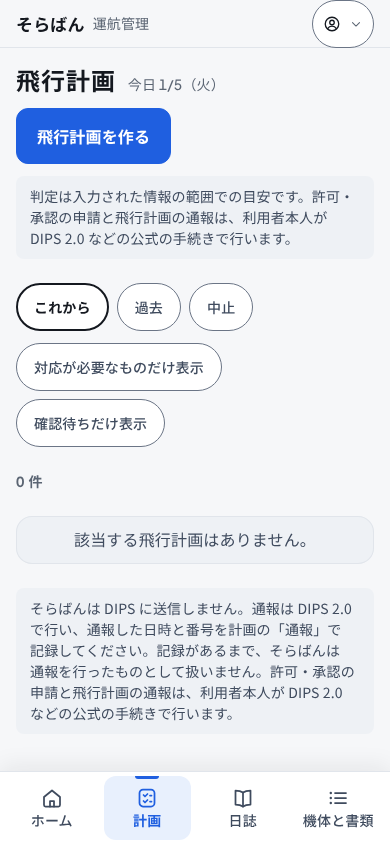 そらばん 運航管理
飛行計画 今日 1/5（火）
飛行計画を作る
判定は入力された情報の範囲での目安です。許可・
承認の申請と飛行計画の通報は、利用者本人が
DIPS 2.0 などの公式の手続きで行います。
これから 過去 中止
対応が必要なものだけ表示
確認待ちだけ表示
0 件
該当する飛行計画はありません。
そらばんは DIPS に送信しません。通報は DIPS 2.0
で行い、通報した日時と番号を計画の「通報」で
記録してください。記録があるまで、そらばんは
通報を行ったものとして扱いません。許可・承認の
申請と飛行計画の通報は、利用者本人が DIPS 2.0
などの公式の手続きで行います。
ホーム 計画 日誌 機体と書類